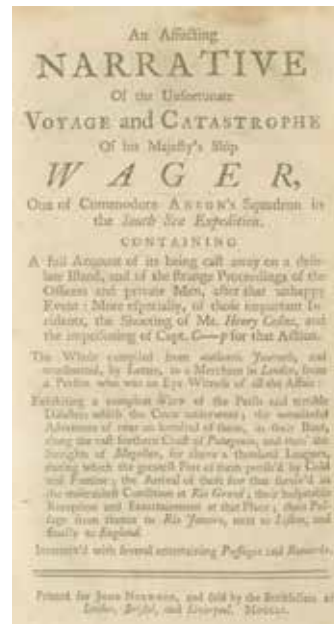 An Affecting
NARRATIVE
Of the Unfortunate
VOYAGE and CATASTROPHE
Of his Majesty's Ship
WAGER,
One of Commodore ANSON's Squadron in
the South Sea Expedition.
CONTAINING
A full Account of its being cast away on a deso-
late Island, and of the strange Proceedings of the
Officers and private Men, after that unhappy
Event: More especially, of those important In-
cidents, the Shooting of Mr. Henry Cosins, and
the imprisoning of Capt. C—p for that Action.
The Whole compiled from authentic Journals, and
transmitted, by Letter, to a Merchant in London, from
a Person who was an Eye Witness of all the Affair:
Exhibiting a compleat View of the Perils and terrible
Disasters which the Crew underwent; the wonderful
Adventures of near an hundred of them, in their Boat,
along the vast southern Coast of Patagonia, and thro' the
Streights of Magellan, for above a thousand Leagues,
during which the greatest Part of them perish'd by Cold
and Famine; the Arrival of those few that surviv'd in
the miserablest Condition at Rio Grand; their hospitable
Reception and Entertainment at that Place; their Pas-
sage from thence to Rio Janeiro, next to Lisbon, and
finally to England.
Intermix'd with several entertaining Passages and Remarks.
Printed for JOHN NORWOOD, and sold by the Booksellers of
London, Bristol, and Liverpool.